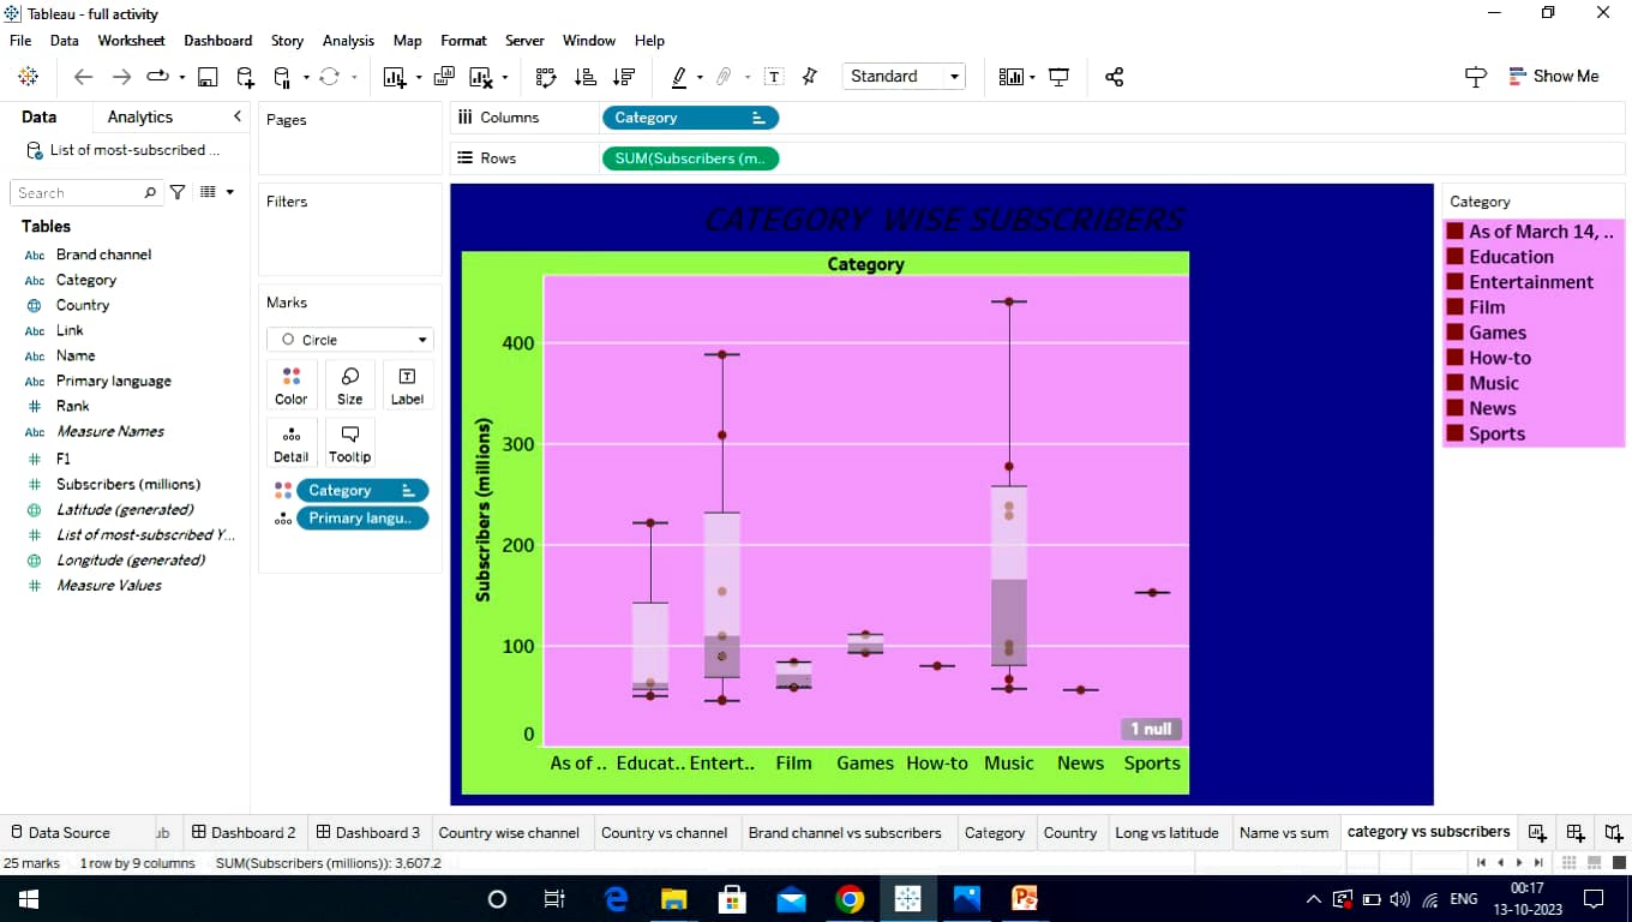 Tableau - full activity
File Data Worksheet Dashboard Story Analysis Map Format Server Window Help
Standard
Show Me
Data Analytics
Pages
Columns Category
List of most-subscribed ...
Rows SUM(Subscribers (m..
Search
Filters
Tables
Abc Brand channel
Abc Category
Country
Abc Link
Abc Name
Abc Primary language
# Rank
Abc Measure Names
# F1
# Subscribers (millions)
Latitude (generated)
# List of most-subscribed Y...
Longitude (generated)
# Measure Values
Marks
Circle
Color Size Label
Detail Tooltip
Category
Primary langu..
CATEGORY WISE SUBSCRIBERS
Category
Subscribers (millions)
400
300
200
100
0
1 null
As of .. Educat.. Entert.. Film Games How-to Music News Sports
Category
As of March 14, ..
Education
Entertainment
Film
Games
How-to
Music
News
Sports
Data Source ub Dashboard 2 Dashboard 3 Country wise channel Country vs channel Brand channel vs subscribers Category Country Long vs latitude Name vs sum category vs subscribers
25 marks 1 row by 9 columns SUM(Subscribers (millions)): 3,607.2
ENG
00:17
13-10-2023